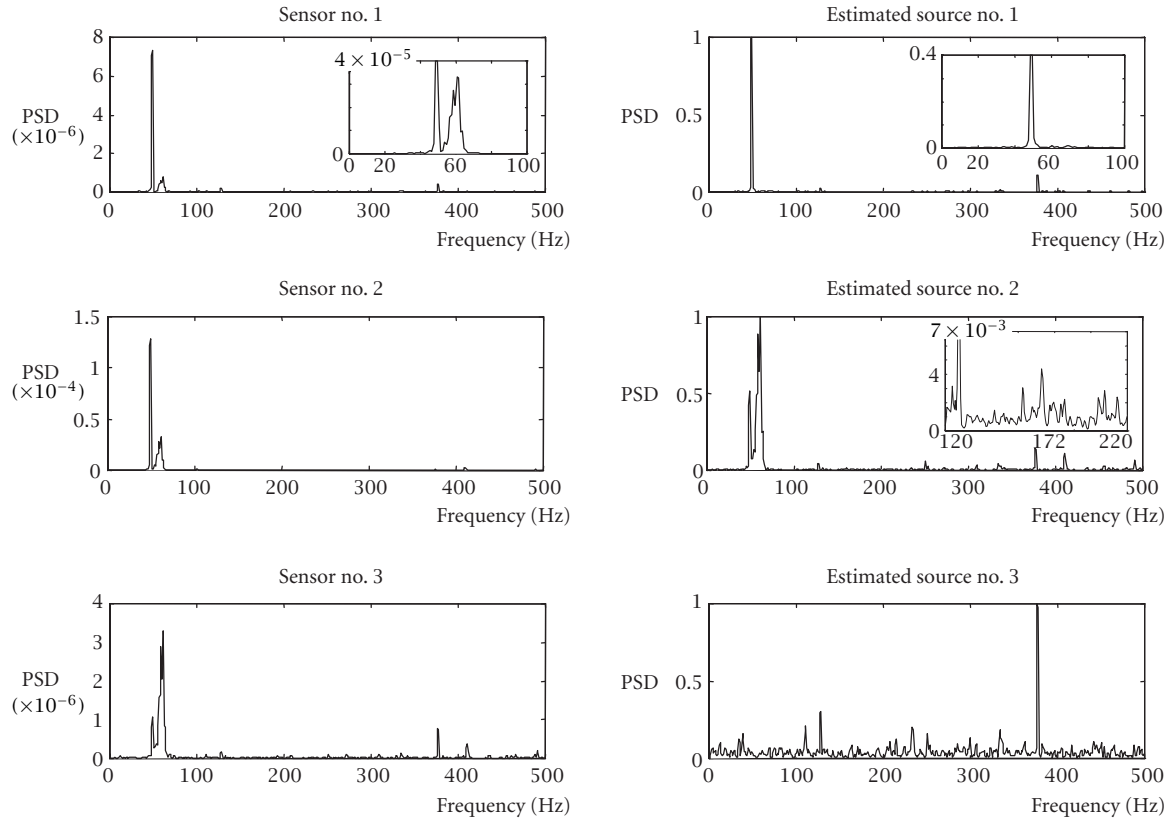 Sensor no. 1
8
6
4
2
0
PSD
(×10−6)
4 × 10−5
0
0 20 60 100
0 100 200 300 400 500
Frequency (Hz)
Estimated source no. 1
1
0.5
0
PSD
0.4
0
0 20 60 100
0 100 200 300 400 500
Frequency (Hz)
Sensor no. 2
1.5
1
0.5
0
PSD
(×10−4)
0 100 200 300 400 500
Frequency (Hz)
Estimated source no. 2
1
0.5
0
PSD
7 × 10−3
4
0
120 172 220
0 100 200 300 400 500
Frequency (Hz)
Sensor no. 3
4
3
2
1
0
PSD
(×10−6)
0 100 200 300 400 500
Frequency (Hz)
Estimated source no. 3
1
0.5
0
PSD
0 100 200 300 400 500
Frequency (Hz)